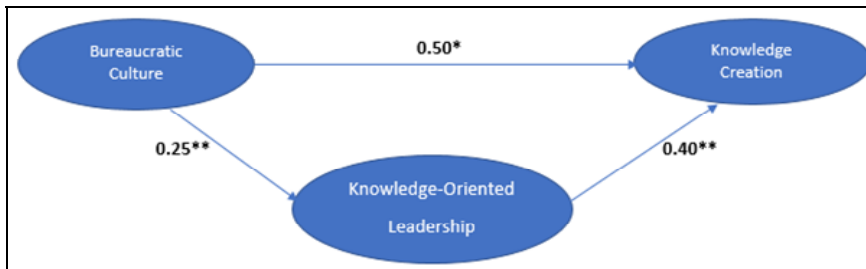 Bureaucratic
Culture
0.50*
Knowledge
Creation
0.25**
0.40**
Knowledge-Oriented
Leadership